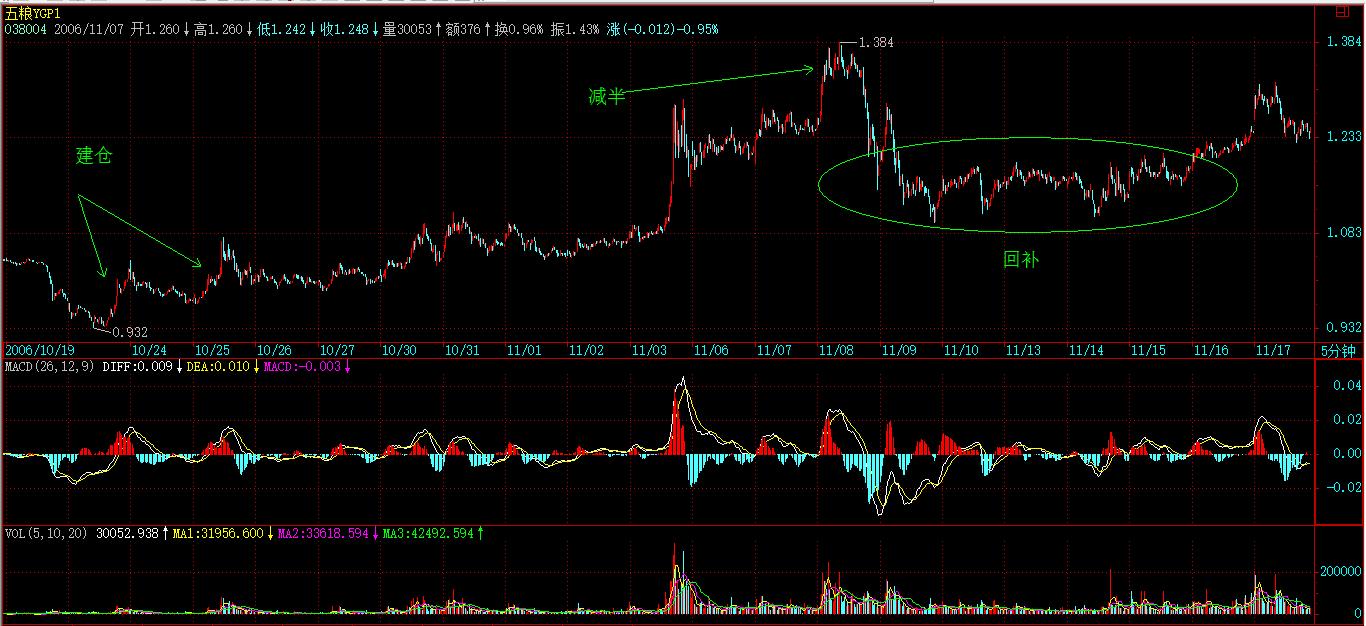 五粮YGP1
038004 2006/11/07 开1.260↓高1.260↓低1.242↓收1.248↓量30053↑额376↑换0.96% 振1.43% 涨(-0.012)-0.95%
1.384
1.384
减半
1.233
建仓
1.083
回补
0.932
0.932
2006/10/19 10/24 10/25 10/26 10/27 10/30 10/31 11/01 11/02 11/03 11/06 11/07 11/08 11/09 11/10 11/13 11/14 11/15 11/16 11/17 5分钟
MACD(26,12,9) DIFF:0.009↓DEA:0.010↓MACD:-0.003↓
0.04
0.02
0.00
-0.02
VOL(5,10,20) 30052.938↑MA1:31956.600↓MA2:33618.594↓MA3:42492.594↑
200000
0